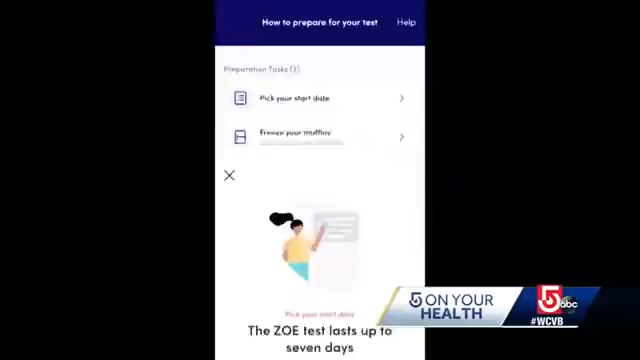 How to prepare for your test
Help
Preparation Tasks (2)
Pick your start date
Freeze your muffins
Pick your start date
The ZOE test lasts up to
seven days
5 ON YOUR
HEALTH
5 abc
#WCVB